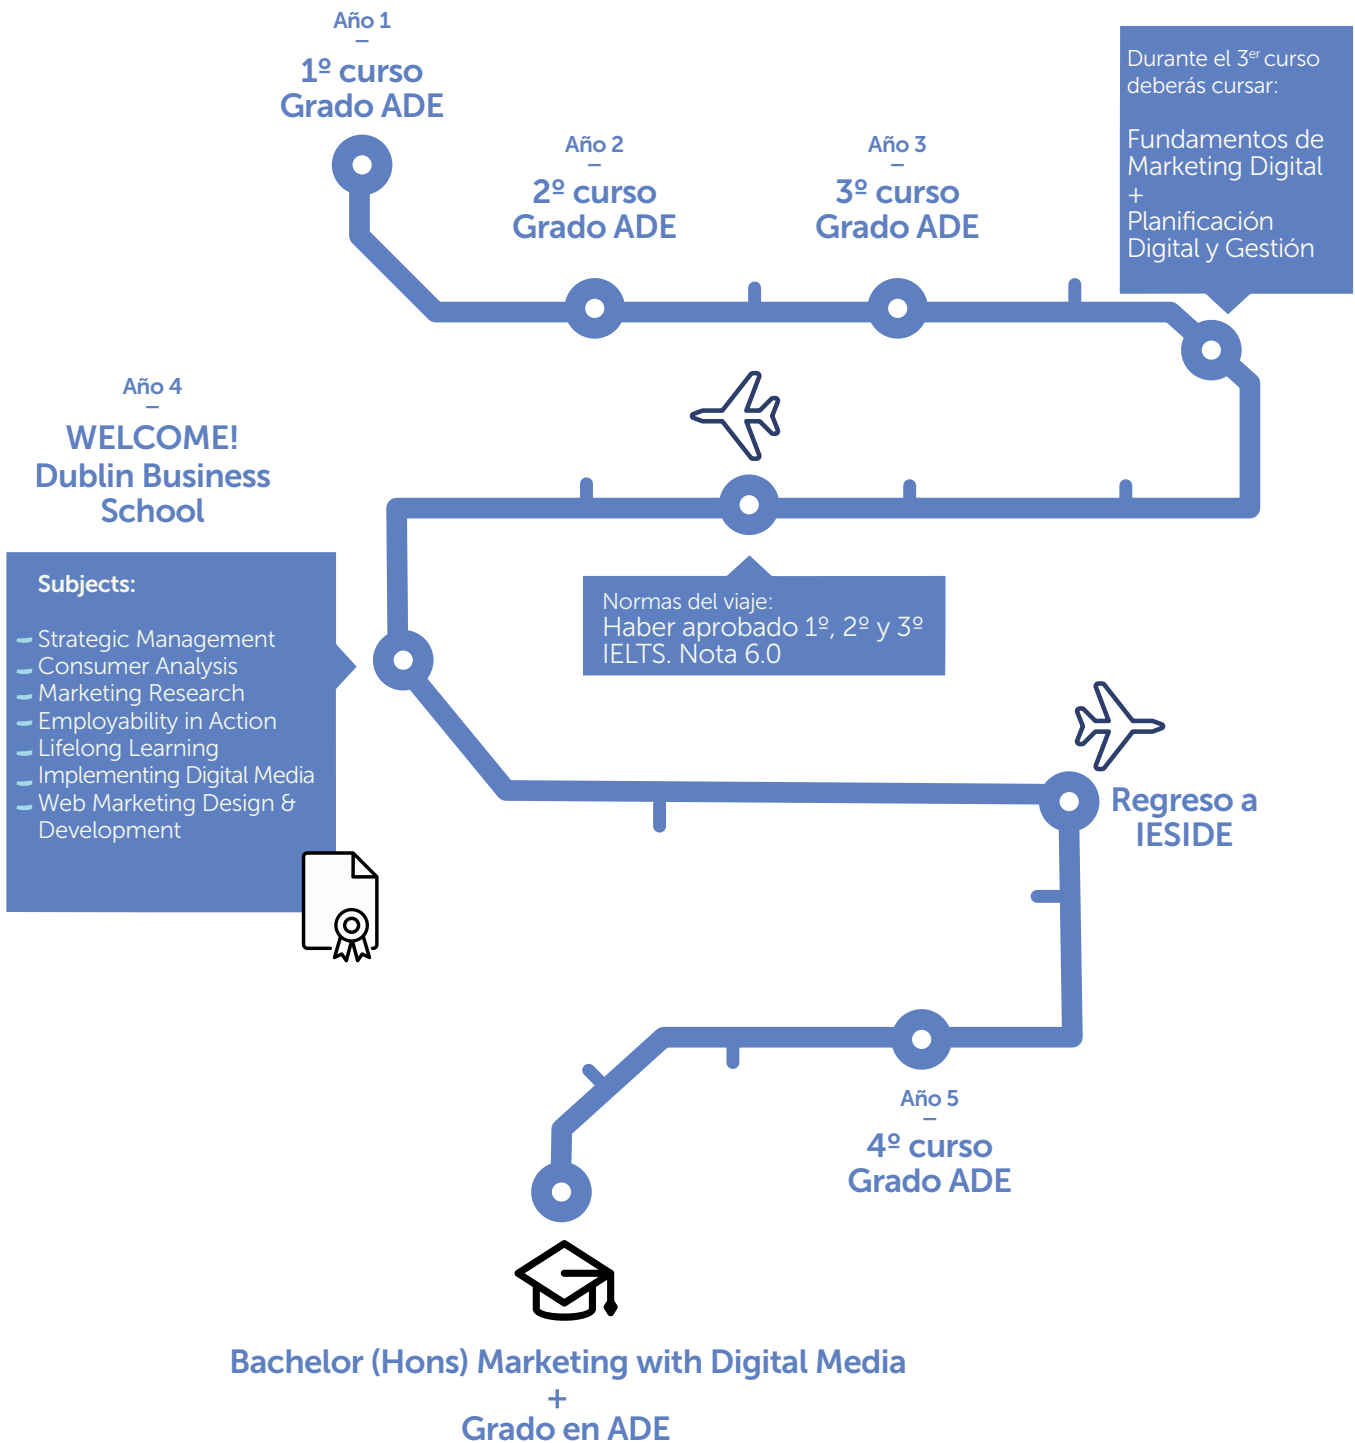 Año 1
–
1º curso
Grado ADE
Año 2
–
2º curso
Grado ADE
Año 3
–
3º curso
Grado ADE
Durante el 3er curso
deberás cursar:
Fundamentos de
Marketing Digital
+
Planificación
Digital y Gestión
Año 4
–
WELCOME!
Dublin Business
School
Subjects:
Strategic Management
Consumer Analysis
Marketing Research
Employability in Action
Lifelong Learning
Implementing Digital Media
Web Marketing Design &
Development
Normas del viaje:
Haber aprobado 1º, 2º y 3º
IELTS. Nota 6.0
Regreso a
IESIDE
Año 5
–
4º curso
Grado ADE
Bachelor (Hons) Marketing with Digital Media
+
Grado en ADE